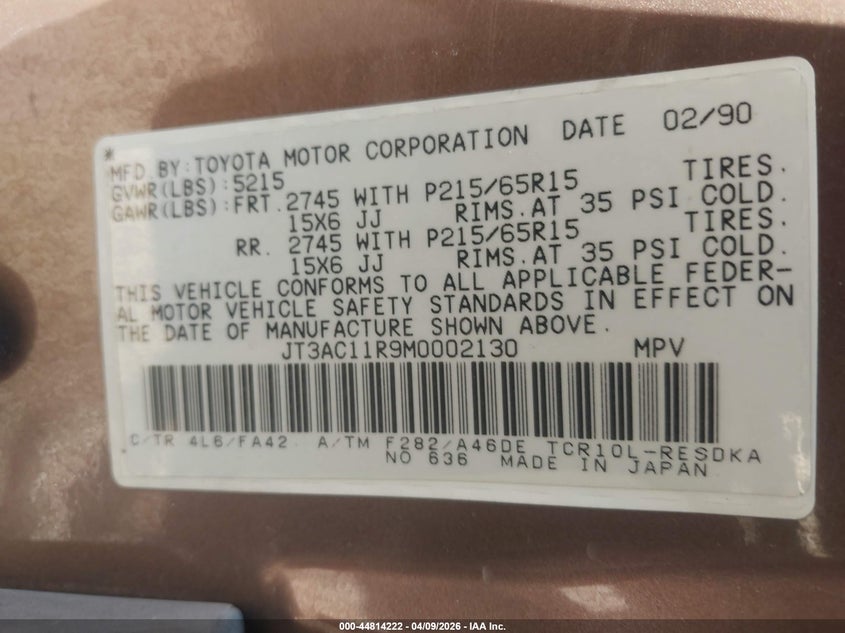 * MFD. BY: TOYOTA MOTOR CORPORATION DATE 02/90
GVWR(LBS): 5215
GAWR(LBS): FRT. 2745 WITH P215/65R15 TIRES.
15X6 JJ RIMS. AT 35 PSI COLD.
RR. 2745 WITH P215/65R15 TIRES.
15X6 JJ RIMS. AT 35 PSI COLD.
THIS VEHICLE CONFORMS TO ALL APPLICABLE FEDER-
AL MOTOR VEHICLE SAFETY STANDARDS IN EFFECT ON
THE DATE OF MANUFACTURE SHOWN ABOVE.
JT3AC11R9M0002130 MPV
C/TR 4L6/FA42 A/TM F282/A46DE TCR10L-RESDKA
NO 636 MADE IN JAPAN
000-44814222 - 04/09/2026 - IAA Inc.